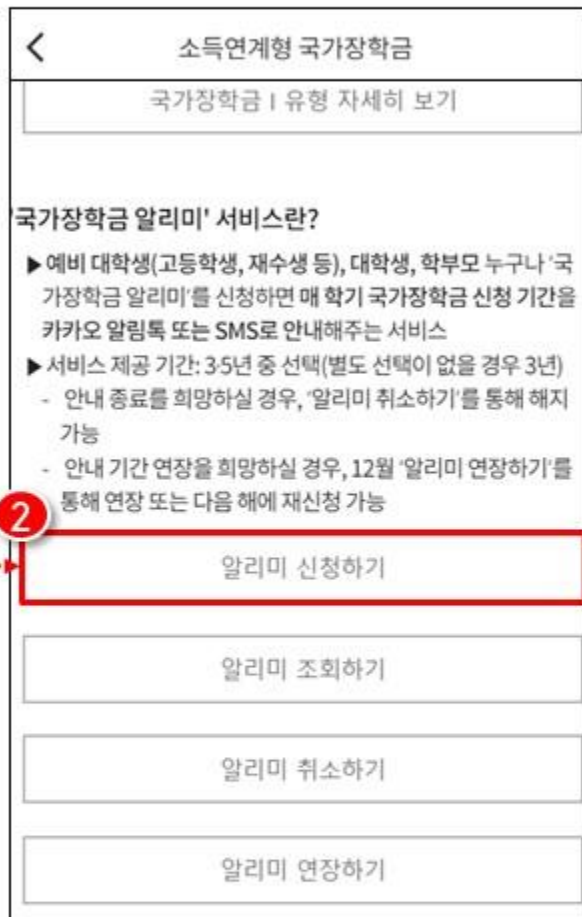 소득연계형 국가장학금
국가장학금 I 유형 자세히 보기
'국가장학금 알리미' 서비스란?
▶ 예비 대학생(고등학생, 재수생 등), 대학생, 학부모 누구나 '국
가장학금 알리미'를 신청하면 매 학기 국가장학금 신청 기간을
카카오 알림톡 또는 SMS로 안내해주는 서비스
▶ 서비스 제공 기간: 3·5년 중 선택(별도 선택이 없을 경우 3년)
- 안내 종료를 희망하실 경우, '알리미 취소하기'를 통해 해지
가능
- 안내 기간 연장을 희망하실 경우, 12월 '알리미 연장하기'를
통해 연장 또는 다음 해에 재신청 가능
2
알리미 신청하기
알리미 조회하기
알리미 취소하기
알리미 연장하기